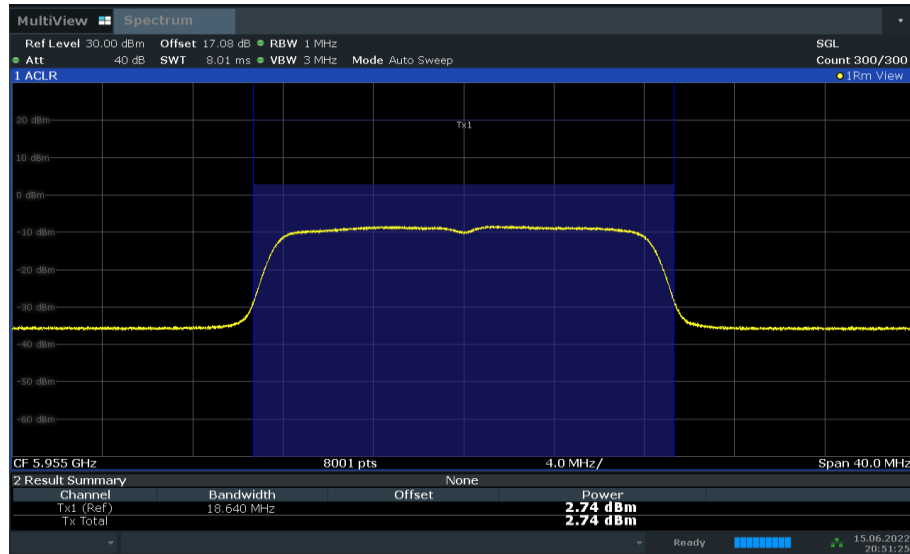 MultiView Spectrum
Ref Level 30.00 dBm Offset 17.08 dB RBW 1 MHz SGL
Att 40 dB SWT 8.01 ms VBW 3 MHz Mode Auto Sweep Count 300/300
1 ACLR 1Rm View
20 dBm
Tx1
10 dBm
0 dBm
-10 dBm
-20 dBm
-30 dBm
-40 dBm
-50 dBm
-60 dBm
CF 5.955 GHz 8001 pts 4.0 MHz/ Span 40.0 MHz
2 Result Summary None
Channel Bandwidth Offset Power
Tx1 (Ref) 18.640 MHz 2.74 dBm
Tx Total 2.74 dBm
Ready 15.06.2022
20:51:25